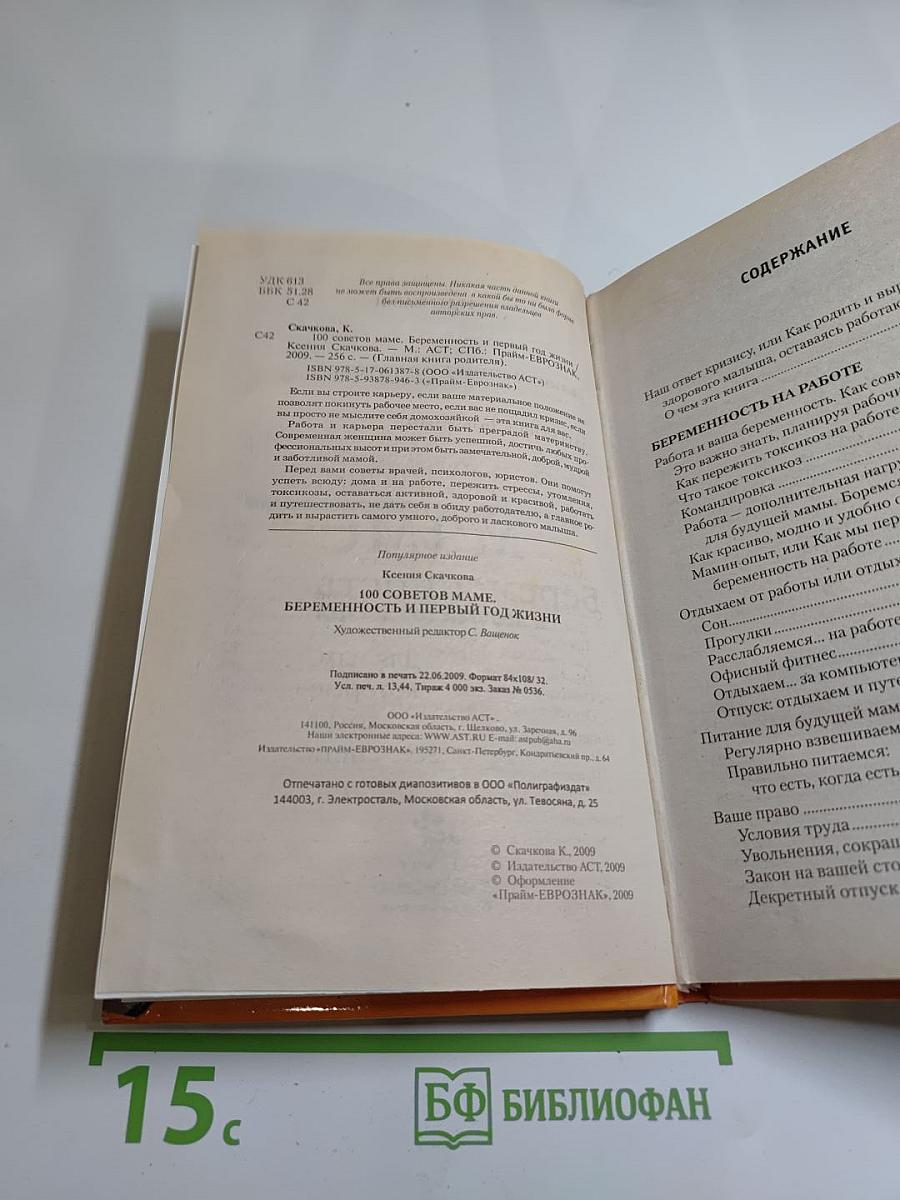 УДК 613
ББК 51.28
С 42
Все права защищены. Никакая часть данной книги
не может быть воспроизведена в какой бы то ни было форме
без письменного разрешения владельцев
авторских прав.
Скачкова, К.
С42
100 советов маме. Беременность и первый год жизни /
Ксения Скачкова. — М.: АСТ; СПб.: Прайм-ЕВРОЗНАК,
2009. — 256 с. — (Главная книга родителя).
ISBN 978-5-17-061387-8 (ООО «Издательство АСТ»)
ISBN 978-5-93878-946-3 («Прайм-Еврознак»)
Если вы строите карьеру, если ваше материальное положение не
позволят покинуть рабочее место, если вас не пощадил кризис, если
вы просто не мыслите себя домохозяйкой — эта книга для вас.
Работа и карьера перестали быть преградой материнству.
Современная женщина может быть успешной, достичь любых про-
фессиональных высот и при этом быть замечательной, доброй, мудрой
и заботливой мамой.
Перед вами советы врачей, психологов, юристов. Они помогут
успеть всюду: дома и на работе, пережить стрессы, утомления,
токсикозы, оставаться активной, здоровой и красивой, работать
и путешествовать, не дать себя в обиду работодателю, а главное ро-
дить и вырастить самого умного, доброго и ласкового малыша.
Популярное издание
Ксения Скачкова
100 СОВЕТОВ МАМЕ.
БЕРЕМЕННОСТЬ И ПЕРВЫЙ ГОД ЖИЗНИ
Художественный редактор С. Ващенок
Подписано в печать 22.06.2009. Формат 84х108/ 32.
Усл. печ. л. 13,44. Тираж 4 000 экз. Заказ № 0536.
ООО «Издательство АСТ».
141100, Россия, Московская область, г. Щелково, ул. Заречная, д. 96
Наши электронные адреса: WWW.AST.RU E-mail: astpub@aha.ru
Издательство «ПРАЙМ-ЕВРОЗНАК», 195271, Санкт-Петербург, Кондратьевский пр., д. 64
Отпечатано с готовых диапозитивов в ООО «Полиграфиздат»
144003, г. Электросталь, Московская область, ул. Тевосяна, д. 25
© Скачкова К., 2009
© Издательство АСТ, 2009
© Оформление
«Прайм-ЕВРОЗНАК», 2009
СОДЕРЖАНИЕ
Наш ответ кризису, или Как родить и выр
здорового малыша, оставаясь работаю
О чем эта книга
БЕРЕМЕННОСТЬ НА РАБОТЕ
Работа и ваша беременность. Как совм
Это важно знать, планируя рабочи
Как пережить токсикоз на работе
Что такое токсикоз
Командировка
Работа — дополнительная нагру
для будущей мамы. Боремся
Как красиво, модно и удобно о
Мамин опыт, или Как мы пер
беременность на работе
Отдыхаем от работы или отдых
Сон
Прогулки
Расслабляемся... на работе
Офисный фитнес
Отдыхаем... за компьютер
Отпуск: отдыхаем и путе
Питание для будущей мам
Регулярно взвешиваем
Правильно питаемся:
что есть, когда есть
Ваше право
Условия труда
Увольнения, сокращ
Закон на вашей сто
Декретный отпуск
15 с
БФ БИБЛИОФАН